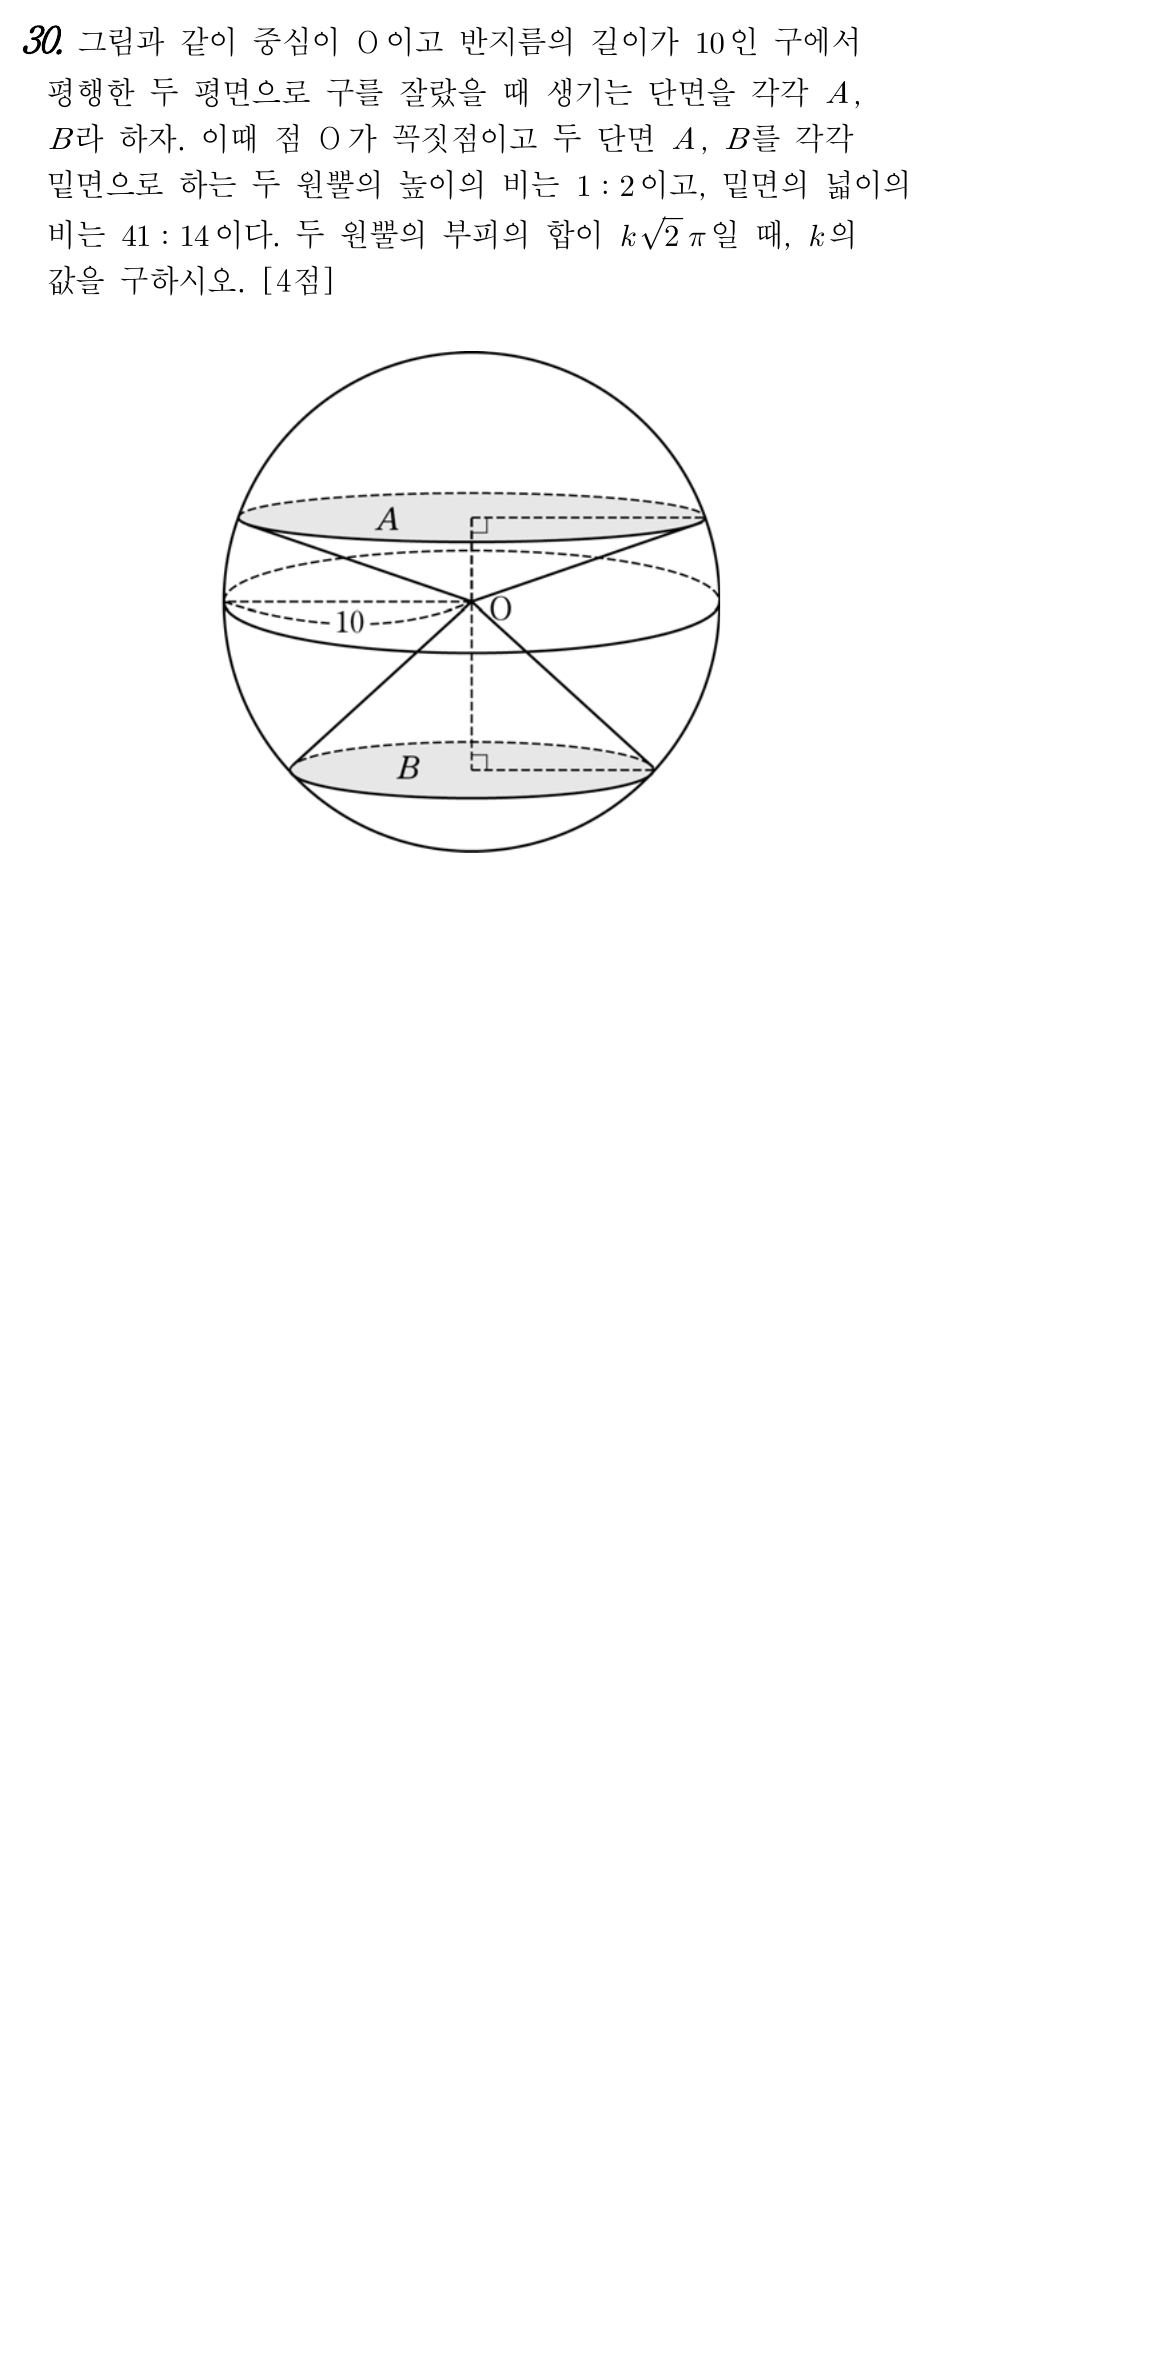 30. 그림과 같이 중심이 O이고 반지름의 길이가 10인 구에서
평행한 두 평면으로 구를 잘랐을 때 생기는 단면을 각각 A,
B라 하자. 이때 점 O가 꼭짓점이고 두 단면 A, B를 각각
밑면으로 하는 두 원뿔의 높이의 비는 1 : 2이고, 밑면의 넓이의
비는 41 : 14이다. 두 원뿔의 부피의 합이 k√2π일 때, k의
값을 구하시오. [4점]
A
O
10
B